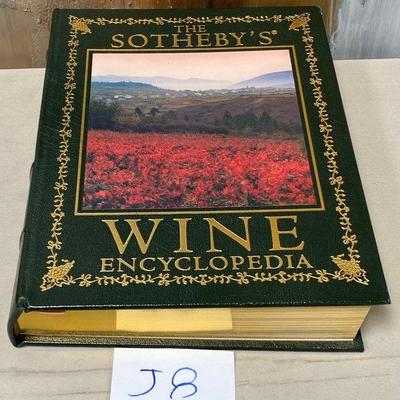 THE
SOTHEBY'S®
WINE
ENCYCLOPEDIA
J8